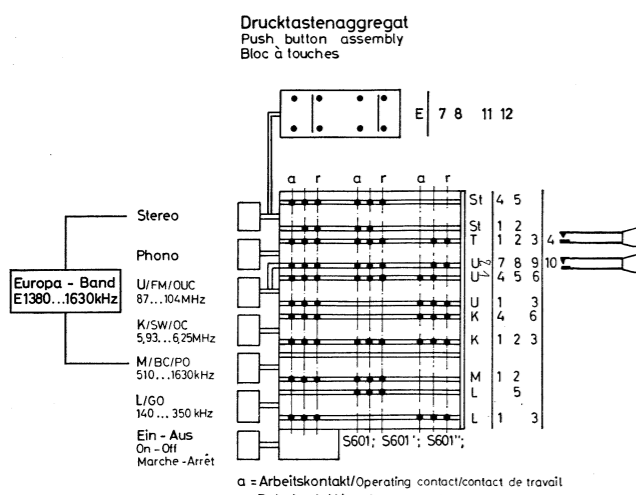 Drucktastenaggregat
Push button assembly
Bloc à touches
E 7 8 11 12
a r a r a r
St 4 5
Stereo
St 1 2
T 1 2 3 4
Phono
U 7 8 9 10
U 4 5 6
Europa - Band
E1380...1630kHz
U/FM/OUC
87...104MHz
U 1 3
K 4 6
K/SW/OC
5,93...6,25MHz
K 1 2 3
M/BC/PO
510...1630kHz
M 1 2
L 5
L/GO
140...350 kHz
L 1 3
Ein - Aus
On - Off
Marche - Arrêt
S601; S601'; S601'';
a = Arbeitskontakt/Operating contact/contact de travail